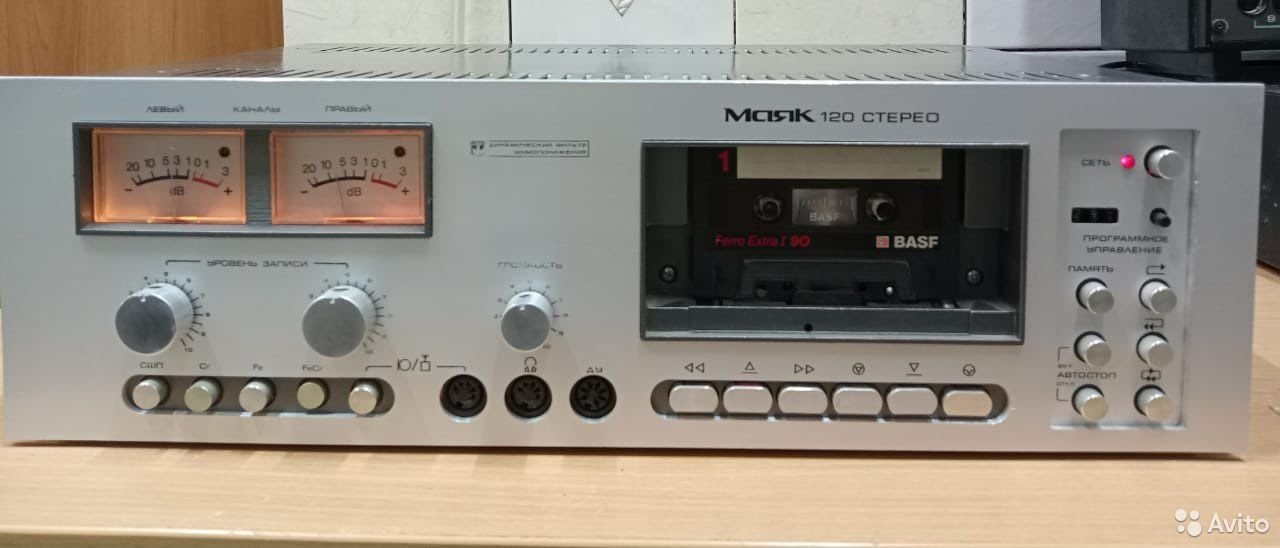 ЛЕВЫЙ КАНАЛЫ ПРАВЫЙ
20 10 5 3 1 0 1 3
- dB +
20 10 5 3 1 0 1 3
- dB +
Маяк 120 СТЕРЕО
1
BASF
Ferro Extra I 90 BASF
СЕТЬ
ПРОГРАММНОЕ
УПРАВЛЕНИЕ
ПАМЯТЬ
ВКЛ
АВТОСТОП
ОТКЛ
УРОВЕНЬ ЗАПИСИ
ГРОМКОСТЬ
СШП Cr Fe FeCr
ДУ
Avito